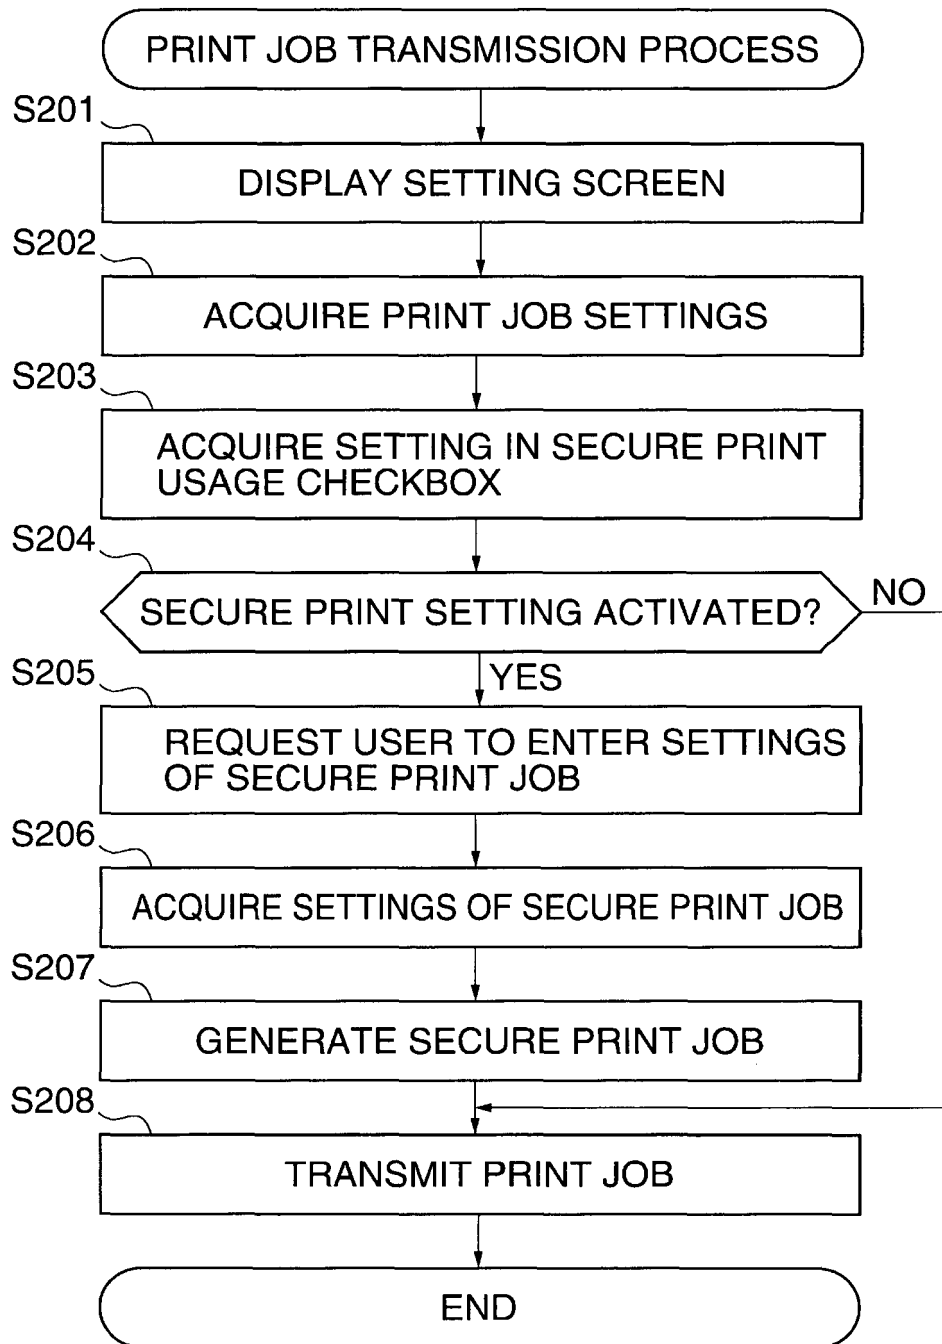 PRINT JOB TRANSMISSION PROCESS
S201
DISPLAY SETTING SCREEN
S202
ACQUIRE PRINT JOB SETTINGS
S203
ACQUIRE SETTING IN SECURE PRINT
USAGE CHECKBOX
S204
SECURE PRINT SETTING ACTIVATED?
NO
YES
S205
REQUEST USER TO ENTER SETTINGS
OF SECURE PRINT JOB
S206
ACQUIRE SETTINGS OF SECURE PRINT JOB
S207
GENERATE SECURE PRINT JOB
S208
TRANSMIT PRINT JOB
END